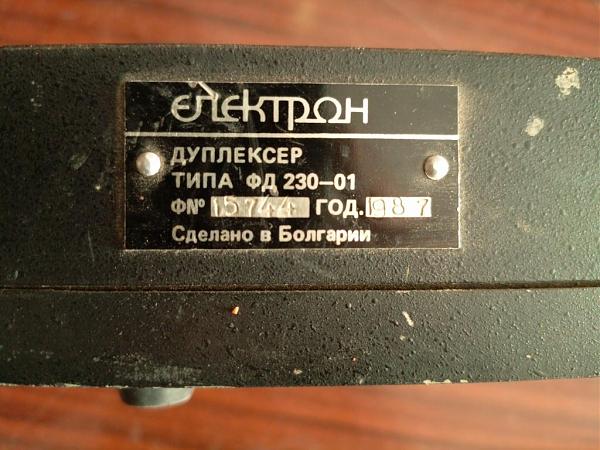 ЕЛЕКТРОН
ДУПЛЕКСЕР
ТИПА ФД 230-01
ФN° 15744 ГОД. 1987
Сделано в Болгарии